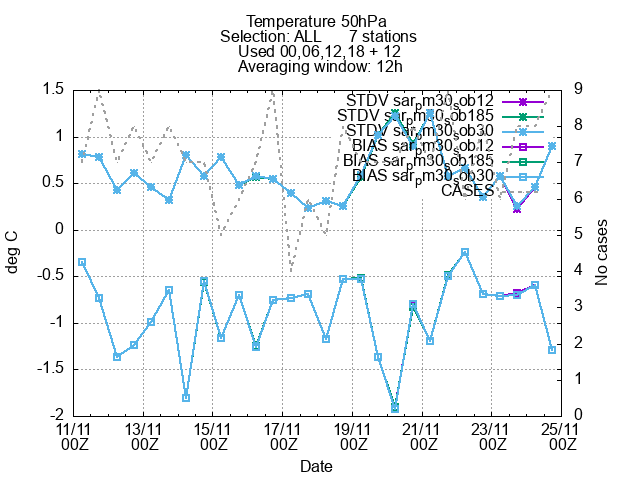 Temperature 50hPa
Selection: ALL 7 stations
Used 00,06,12,18 + 12
Averaging window: 12h
1.5
1
0.5
0
-0.5
-1
-1.5
-2
deg C
9
8
7
6
5
4
3
2
1
0
No cases
STDV sar_pm30_sob12
STDV sar_pm30_sob185
STDV sar_pm30_sob30
BIAS sar_pm30_sob12
BIAS sar_pm30_sob185
BIAS sar_pm30_sob30
CASES
11/11 13/11 15/11 17/11 19/11 21/11 23/11 25/11
00Z 00Z 00Z 00Z 00Z 00Z 00Z 00Z
Date